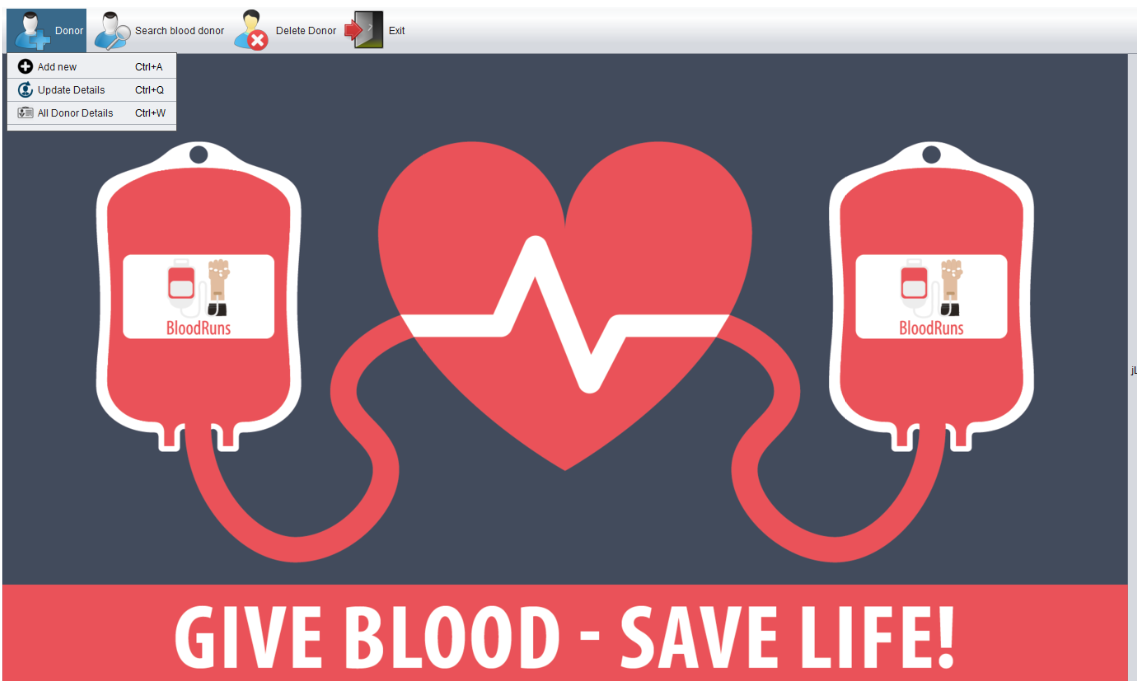 Donor Search blood donor Delete Donor Exit
Add new Ctrl+A
Update Details Ctrl+Q
All Donor Details Ctrl+W
BloodRuns BloodRuns
GIVE BLOOD - SAVE LIFE!